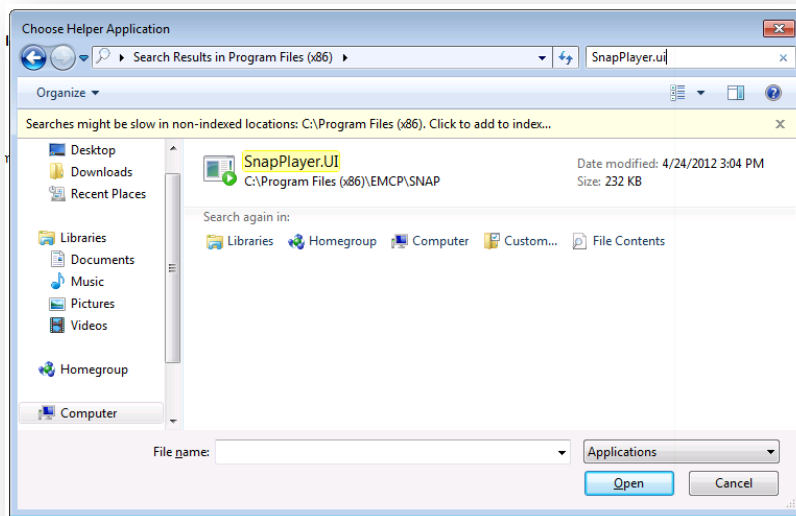 Choose Helper Application
Search Results in Program Files (x86)
SnapPlayer.ui
Organize
Searches might be slow in non-indexed locations: C:\Program Files (x86). Click to add to index...
Desktop
Downloads
Recent Places
Libraries
Documents
Music
Pictures
Videos
Homegroup
Computer
SnapPlayer.UI
C:\Program Files (x86)\EMCP\SNAP
Date modified: 4/24/2012 3:04 PM
Size: 232 KB
Search again in:
Libraries Homegroup Computer Custom... File Contents
File name:
Applications
Open Cancel